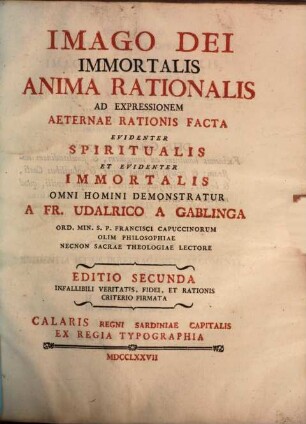 IMAGO DEI
IMMORTALIS
ANIMA RATIONALIS
AD EXPRESSIONEM
AETERNAE RATIONIS FACTA
EVIDENTER
SPIRITUALIS
ET EVIDENTER
IMMORTALIS
OMNI HOMINI DEMONSTRATUR
A FR. UDALRICO A GABLINGA
ORD. MIN. S. P. FRANCISCI CAPUCCINORUM
OLIM PHILOSOPHIAE
NECNON SACRAE THEOLOGIAE LECTORE
EDITIO SECUNDA
INFALLIBILI VERITATIS, FIDEI, ET RATIONIS
CRITERIO FIRMATA
CALARIS REGNI SARDINIAE CAPITALIS
EX REGIA TYPOGRAPHIA
MDCCLXXVII